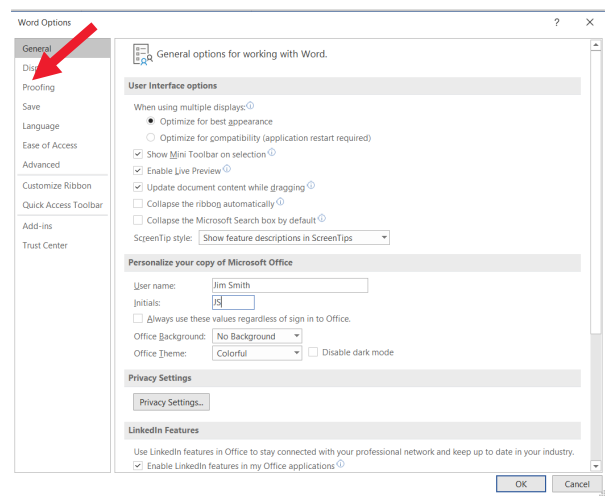 Word Options
?
General
Proofing
Save
Language
Ease of Access
Advanced
Customize Ribbon
Quick Access Toolbar
Add-ins
Trust Center
General options for working with Word.
User Interface options
When using multiple displays:
Optimize for best appearance
Optimize for compatibility (application restart required)
Show Mini Toolbar on selection
Enable Live Preview
Update document content while dragging
Collapse the ribbon automatically
Collapse the Microsoft Search box by default
ScreenTip style: Show feature descriptions in ScreenTips
Personalize your copy of Microsoft Office
User name: Jim Smith
Initials: JS
Always use these values regardless of sign in to Office.
Office Background: No Background
Office Theme: Colorful Disable dark mode
Privacy Settings
Privacy Settings...
LinkedIn Features
Use LinkedIn features in Office to stay connected with your professional network and keep up to date in your industry.
Enable LinkedIn features in my Office applications
OK Cancel